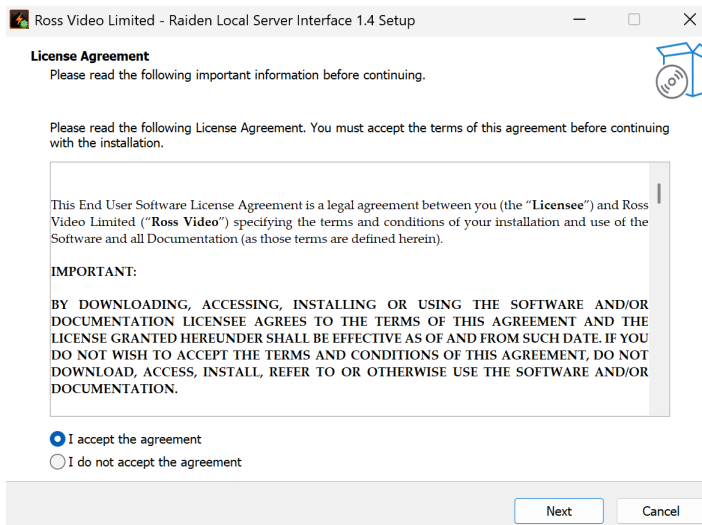 Ross Video Limited - Raiden Local Server Interface 1.4 Setup
License Agreement
Please read the following important information before continuing.
Please read the following License Agreement. You must accept the terms of this agreement before continuing
with the installation.
This End User Software License Agreement is a legal agreement between you (the “Licensee”) and Ross
Video Limited (“Ross Video”) specifying the terms and conditions of your installation and use of the
Software and all Documentation (as those terms are defined herein).
IMPORTANT:
BY DOWNLOADING, ACCESSING, INSTALLING OR USING THE SOFTWARE AND/OR
DOCUMENTATION LICENSEE AGREES TO THE TERMS OF THIS AGREEMENT AND THE
LICENSE GRANTED HEREUNDER SHALL BE EFFECTIVE AS OF AND FROM SUCH DATE. IF YOU
DO NOT WISH TO ACCEPT THE TERMS AND CONDITIONS OF THIS AGREEMENT, DO NOT
DOWNLOAD, ACCESS, INSTALL, REFER TO OR OTHERWISE USE THE SOFTWARE AND/OR
DOCUMENTATION.
I accept the agreement
I do not accept the agreement
Next
Cancel